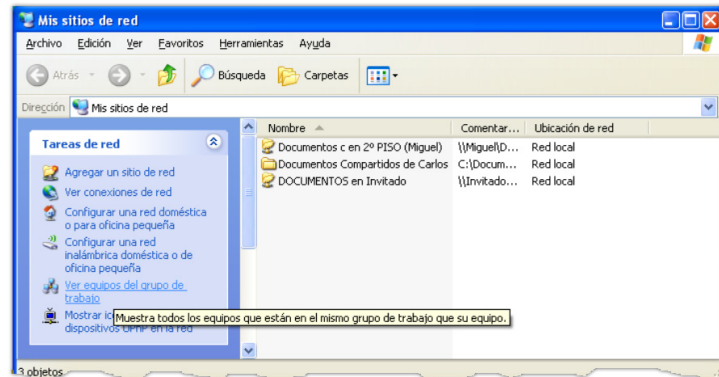 Mis sitios de red
Archivo Edición Ver Favoritos Herramientas Ayuda
Atrás Búsqueda Carpetas
Dirección Mis sitios de red
Tareas de red
Agregar un sitio de red
Ver conexiones de red
Configurar una red doméstica
o para oficina pequeña
Configurar una red
inalámbrica doméstica o de
oficina pequeña
Ver equipos del grupo de
trabajo
Mostrar
dispositivos UPnP en la red
Muestra todos los equipos que están en el mismo grupo de trabajo que su equipo.
Nombre Comentar... Ubicación de red
Documentos c en 2º PISO (Miguel) \\Miguel\D... Red local
Documentos Compartidos de Carlos C:\Docum... Red local
DOCUMENTOS en Invitado \\Invitado... Red local
3 objetos